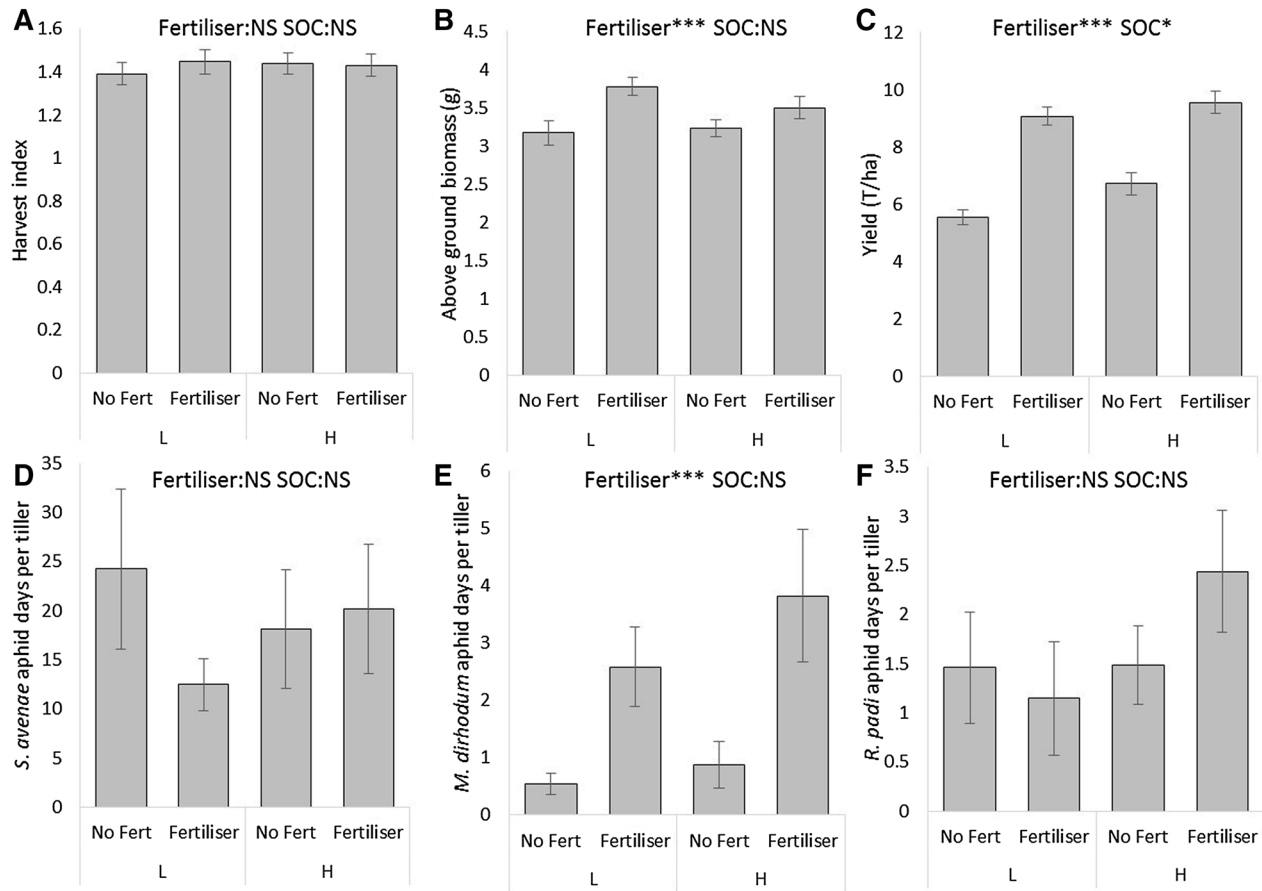 A
Fertiliser:NS SOC:NS
Harvest index
1.6
1.4
1.2
1
0.8
0.6
0.4
0.2
0
No Fert Fertiliser No Fert Fertiliser
L H
B
Fertiliser*** SOC:NS
Above ground biomass (g)
4.5
4
3.5
3
2.5
2
1.5
1
0.5
0
No Fert Fertiliser No Fert Fertiliser
L H
C
Fertiliser*** SOC*
Yield (T/ha)
12
10
8
6
4
2
0
No Fert Fertiliser No Fert Fertiliser
L H
D
Fertiliser:NS SOC:NS
S. avenae aphid days per tiller
35
30
25
20
15
10
5
0
No Fert Fertiliser No Fert Fertiliser
L H
E
Fertiliser*** SOC:NS
M. dirhodum aphid days per tiller
6
5
4
3
2
1
0
No Fert Fertiliser No Fert Fertiliser
L H
F
Fertiliser:NS SOC:NS
R. padi aphid days per tiller
3.5
3
2.5
2
1.5
1
0.5
0
No Fert Fertiliser No Fert Fertiliser
L H